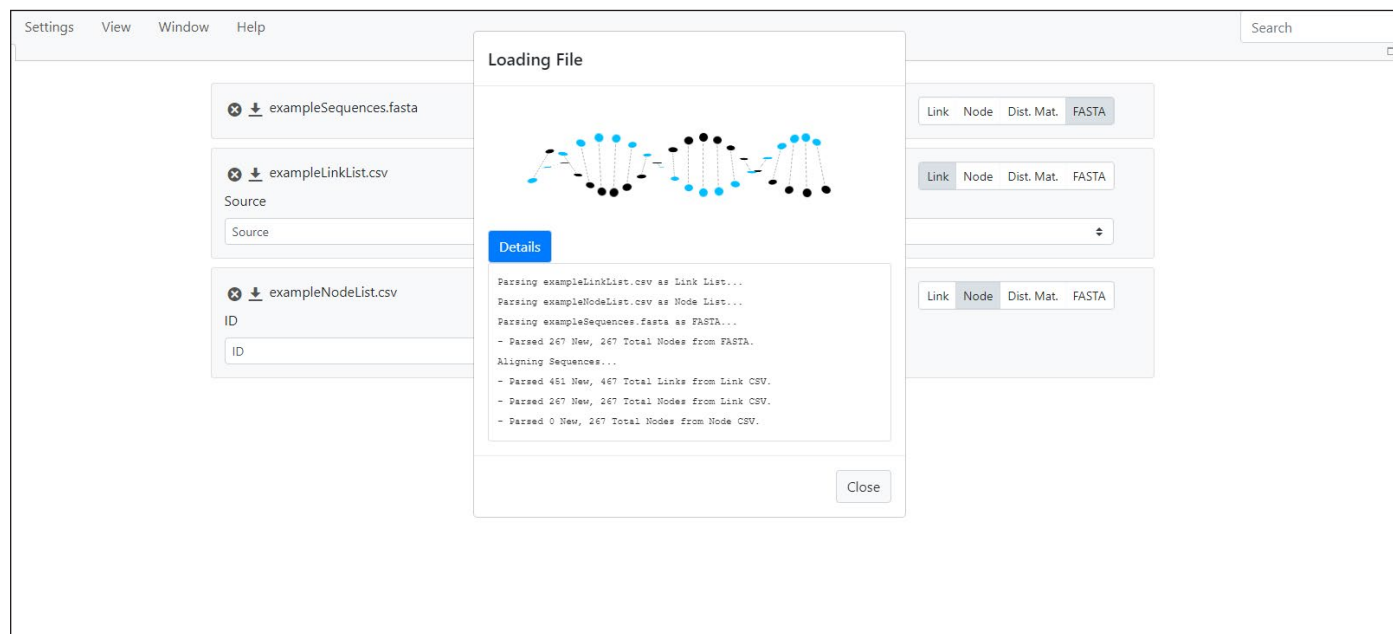 Settings View Window Help Search
Loading File
exampleSequences.fasta Link Node Dist. Mat. FASTA
exampleLinkList.csv Link Node Dist. Mat. FASTA
Source
Source
Details
Parsing exampleLinkList.csv as Link List...
Parsing exampleNodeList.csv as Node List...
Parsing exampleSequences.fasta as FASTA...
- Parsed 267 New, 267 Total Nodes from FASTA.
Aligning Sequences...
- Parsed 451 New, 467 Total Links from Link CSV.
- Parsed 267 New, 267 Total Nodes from Link CSV.
- Parsed 0 New, 267 Total Nodes from Node CSV.
exampleNodeList.csv Link Node Dist. Mat. FASTA
ID
ID
Close